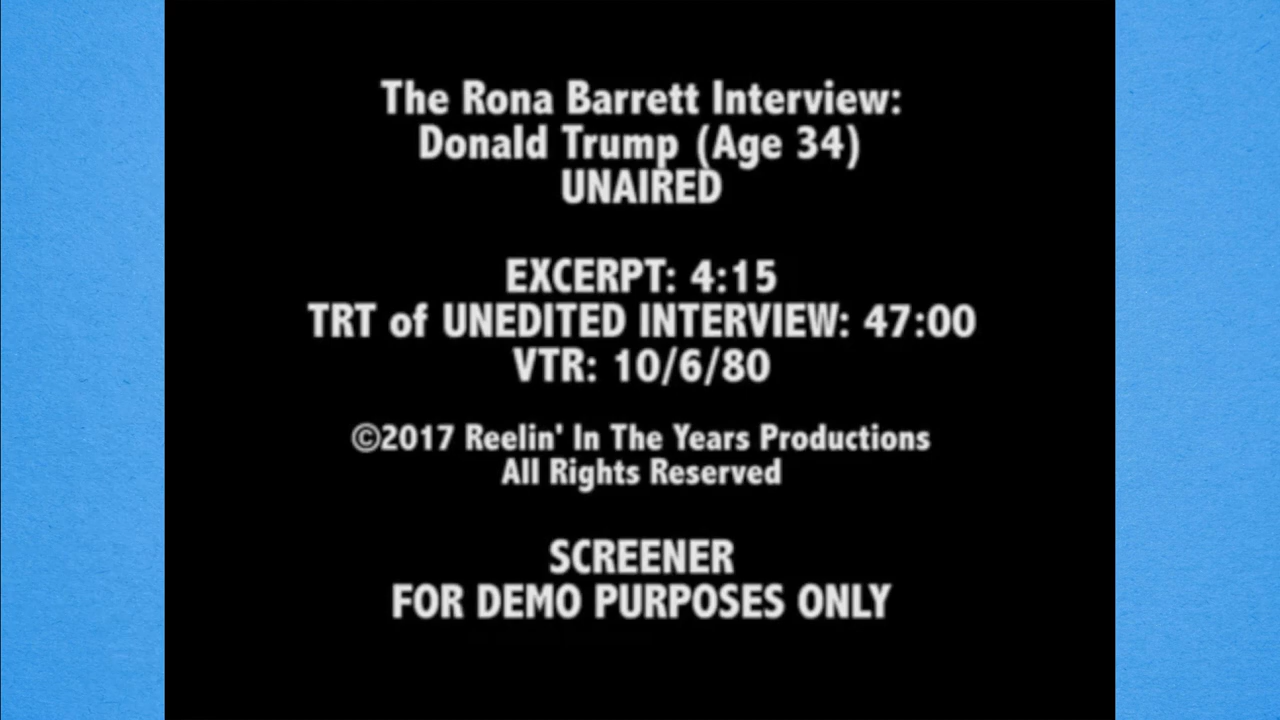 The Rona Barrett Interview:
Donald Trump (Age 34)
UNAIRED
EXCERPT: 4:15
TRT of UNEDITED INTERVIEW: 47:00
VTR: 10/6/80
©2017 Reelin' In The Years Productions
All Rights Reserved
SCREENER
FOR DEMO PURPOSES ONLY